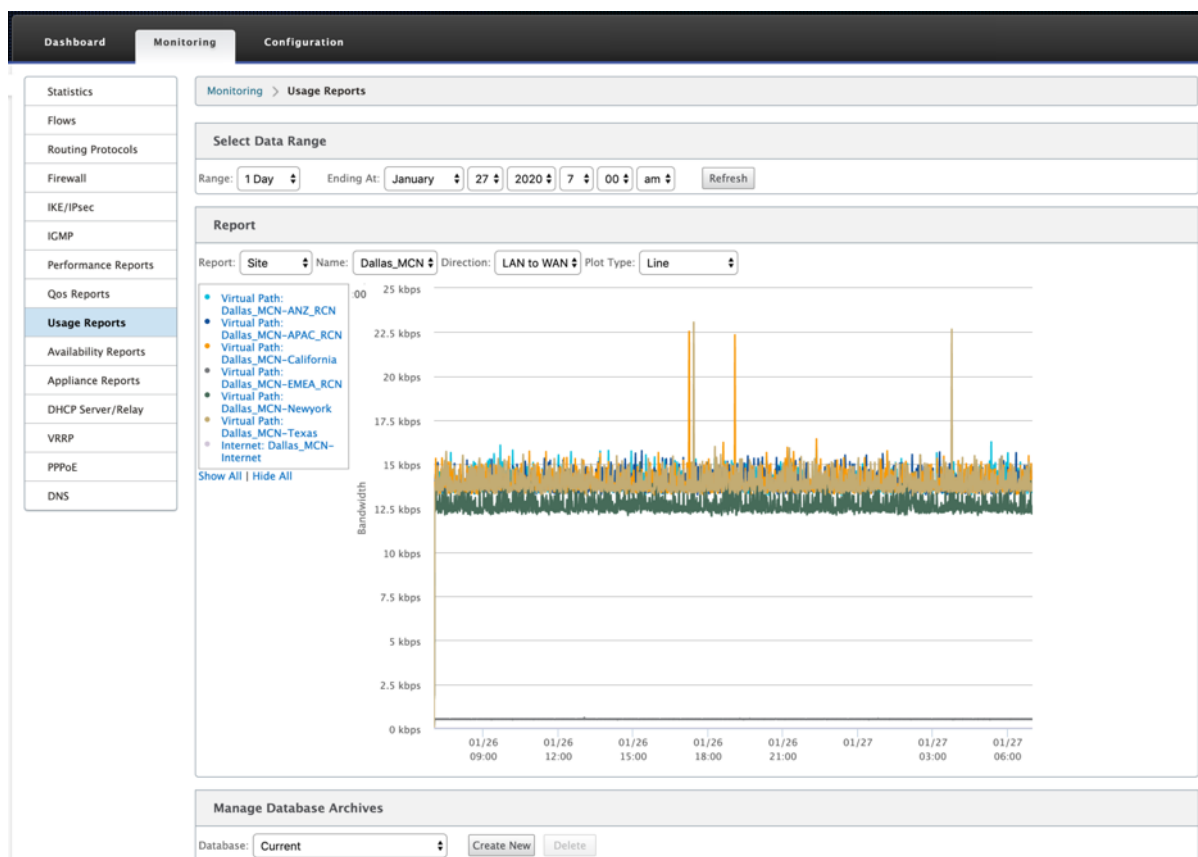 Dashboard Monitoring Configuration
Statistics
Flows
Routing Protocols
Firewall
IKE/IPsec
IGMP
Performance Reports
Qos Reports
Usage Reports
Availability Reports
Appliance Reports
DHCP Server/Relay
VRRP
PPPoE
DNS
Monitoring > Usage Reports
Select Data Range
Range: 1 Day Ending At: January 27 2020 7 00 am Refresh
Report
Report: Site Name: Dallas_MCN Direction: LAN to WAN Plot Type: Line
Virtual Path:
Dallas_MCN-ANZ_RCN
Virtual Path:
Dallas_MCN-APAC_RCN
Virtual Path:
Dallas_MCN-California
Virtual Path:
Dallas_MCN-EMEA_RCN
Virtual Path:
Dallas_MCN-Newyork
Virtual Path:
Dallas_MCN-Texas
Internet: Dallas_MCN-
Internet
Show All | Hide All
:00
Bandwidth
25 kbps
22.5 kbps
20 kbps
17.5 kbps
15 kbps
12.5 kbps
10 kbps
7.5 kbps
5 kbps
2.5 kbps
0 kbps
01/26 01/26 01/26 01/26 01/26 01/27 01/27 01/27
09:00 12:00 15:00 18:00 21:00 03:00 06:00
Manage Database Archives
Database: Current Create New Delete